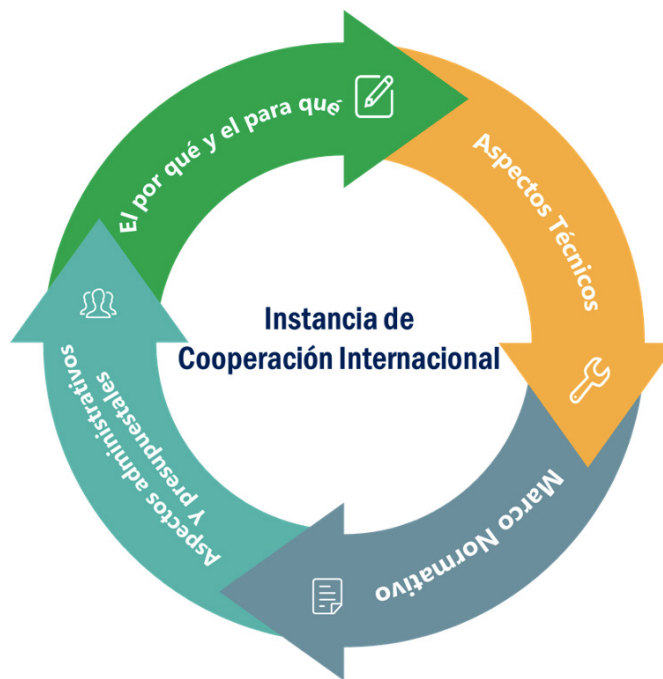 El por qué y el para qué
Aspectos Técnicos
Instancia de
Cooperación Internacional
Marco Normativo
Aspectos administrativos
y presupuestales